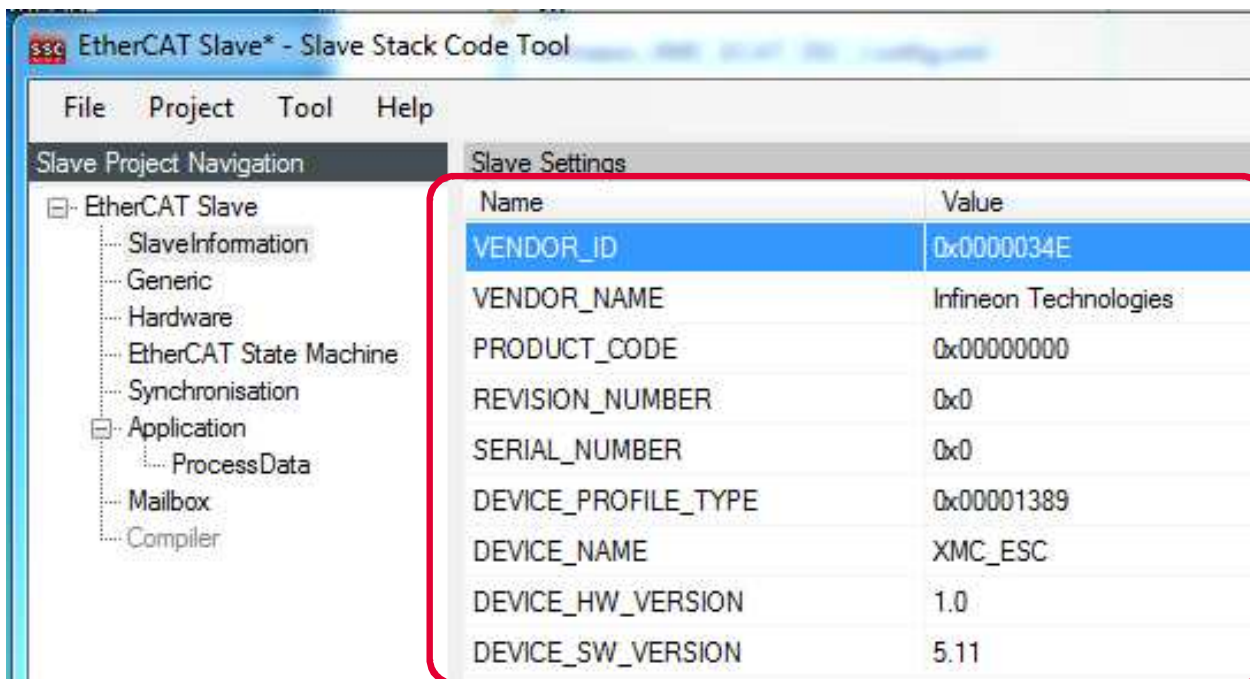 ssc EtherCAT Slave* - Slave Stack Code Tool
File Project Tool Help
Slave Project Navigation
EtherCAT Slave
SlaveInformation
Generic
Hardware
EtherCAT State Machine
Synchronisation
Application
ProcessData
Mailbox
Compiler
Slave Settings
Name Value
VENDOR_ID 0x0000034E
VENDOR_NAME Infineon Technologies
PRODUCT_CODE 0x00000000
REVISION_NUMBER 0x0
SERIAL_NUMBER 0x0
DEVICE_PROFILE_TYPE 0x00001389
DEVICE_NAME XMC_ESC
DEVICE_HW_VERSION 1.0
DEVICE_SW_VERSION 5.11